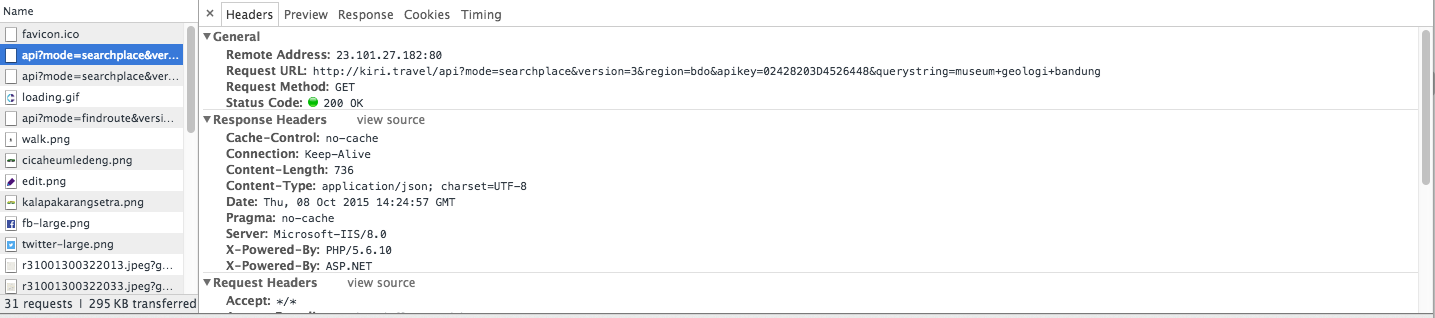 Name
favicon.ico
api?mode=searchplace&ver...
api?mode=searchplace&ver...
loading.gif
api?mode=findroute&versi...
walk.png
cicaheumledeng.png
edit.png
kalapakarangsetra.png
fb-large.png
twitter-large.png
r31001300322013.jpeg?g...
r31001300322033.jpeg?g...
31 requests | 295 KB transferred
× Headers Preview Response Cookies Timing
▼General
Remote Address: 23.101.27.182:80
Request URL: http://kiri.travel/api?mode=searchplace&version=3&region=bdo&apikey=02428203D4526448&querystring=museum+geologi+bandung
Request Method: GET
Status Code: 200 OK
▼Response Headers view source
Cache-Control: no-cache
Connection: Keep-Alive
Content-Length: 736
Content-Type: application/json; charset=UTF-8
Date: Thu, 08 Oct 2015 14:24:57 GMT
Pragma: no-cache
Server: Microsoft-IIS/8.0
X-Powered-By: PHP/5.6.10
X-Powered-By: ASP.NET
▼Request Headers view source
Accept: */*